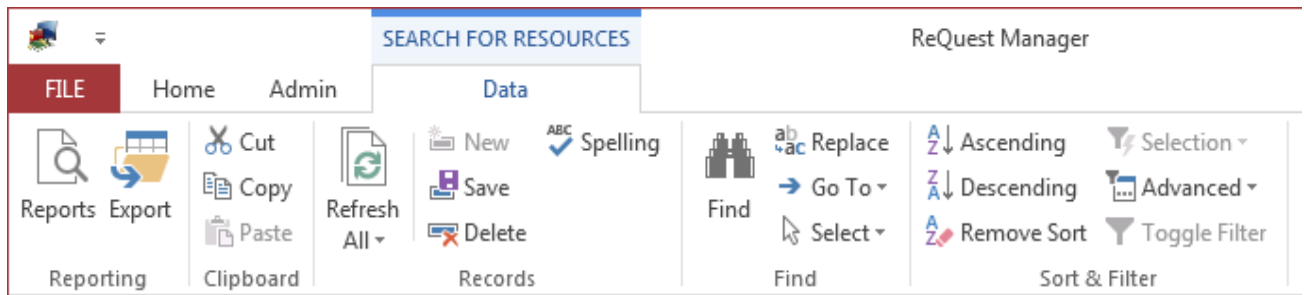 SEARCH FOR RESOURCES ReQuest Manager
FILE Home Admin Data
Reports Export Cut Copy Paste
Refresh All New Save Delete ABC Spelling
Find ab ac Replace Go To Select
A Z Ascending Z A Descending A Z Remove Sort Selection Advanced Toggle Filter
Reporting Clipboard Records Find Sort & Filter